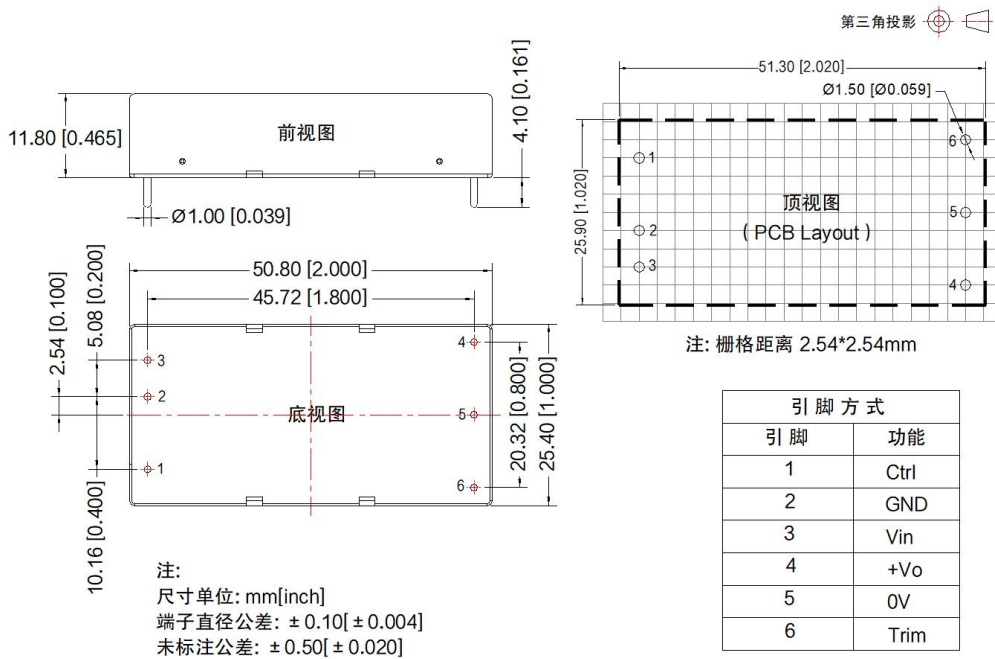 第三角投影
51.30 [2.020]
Ø1.50 [Ø0.059]
4.10 [0.161]
11.80 [0.465]
前视图
Ø1.00 [0.039]
25.90 [1.020]
1
2
3
6
5
4
顶视图
( PCB Layout )
注: 栅格距离 2.54*2.54mm
50.80 [2.000]
45.72 [1.800]
2.54 [0.100]
5.08 [0.200]
10.16 [0.400]
3
2
1
4
5
6
底视图
20.32 [0.800]
25.40 [1.000]
注:
尺寸单位: mm[inch]
端子直径公差: ± 0.10[ ± 0.004]
未标注公差: ± 0.50[ ± 0.020]
引 脚 方 式
引 脚 功能
1 Ctrl
2 GND
3 Vin
4 +Vo
5 0V
6 Trim